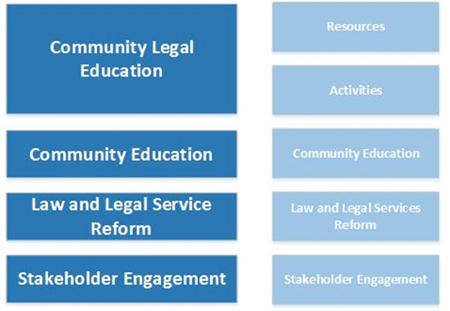 Community Legal
Education
Community Education
Law and Legal Service
Reform
Stakeholder Engagement
Resources
Activities
Community Education
Law and Legal Services
Reform
Stakeholder Engagement